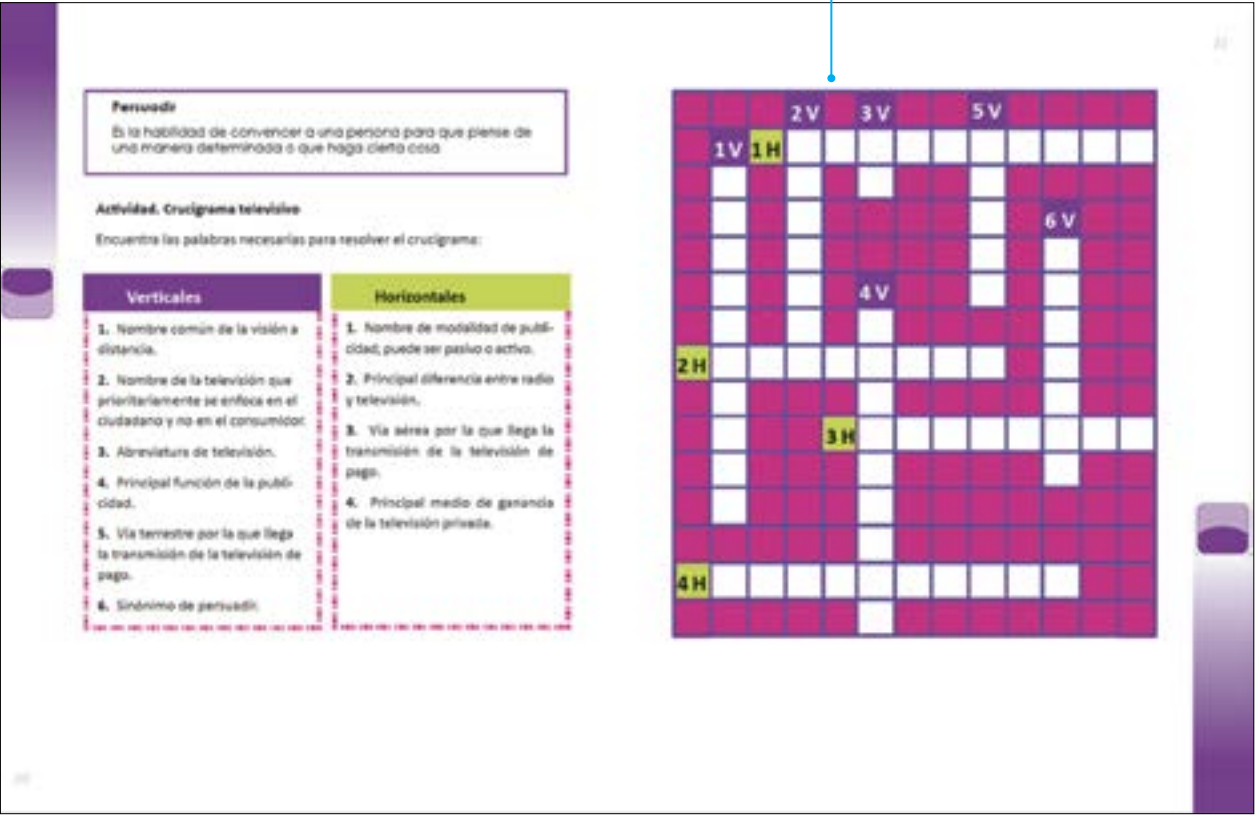 Persuadir
Es la habilidad de convencer a una persona para que piense de
una manera determinada o que haga cierta cosa
Actividad. Crucigrama televisivo
Encuentra las palabras necesarias para resolver el crucigrama:
Verticales
1. Nombre común de la visión a
distancia.
2. Nombre de la televisión que
prioritariamente se enfoca en el
ciudadano y no en el consumidor.
3. Abreviatura de televisión.
4. Principal función de la publi-
cidad.
5. Vía terrestre por la que llega
la transmisión de la televisión de
pago.
6. Sinónimo de persuadir.
Horizontales
1. Nombre de modalidad de publi-
cidad; puede ser pasivo o activo.
2. Principal diferencia entre radio
y televisión.
3. Vía aérea por la que llega la
transmisión de la televisión de
pago.
4. Principal medio de ganancia
de la televisión privada.
2 V 3 V 5 V
1 V 1 H
6 V
4 V
2 H
3 H
4 H